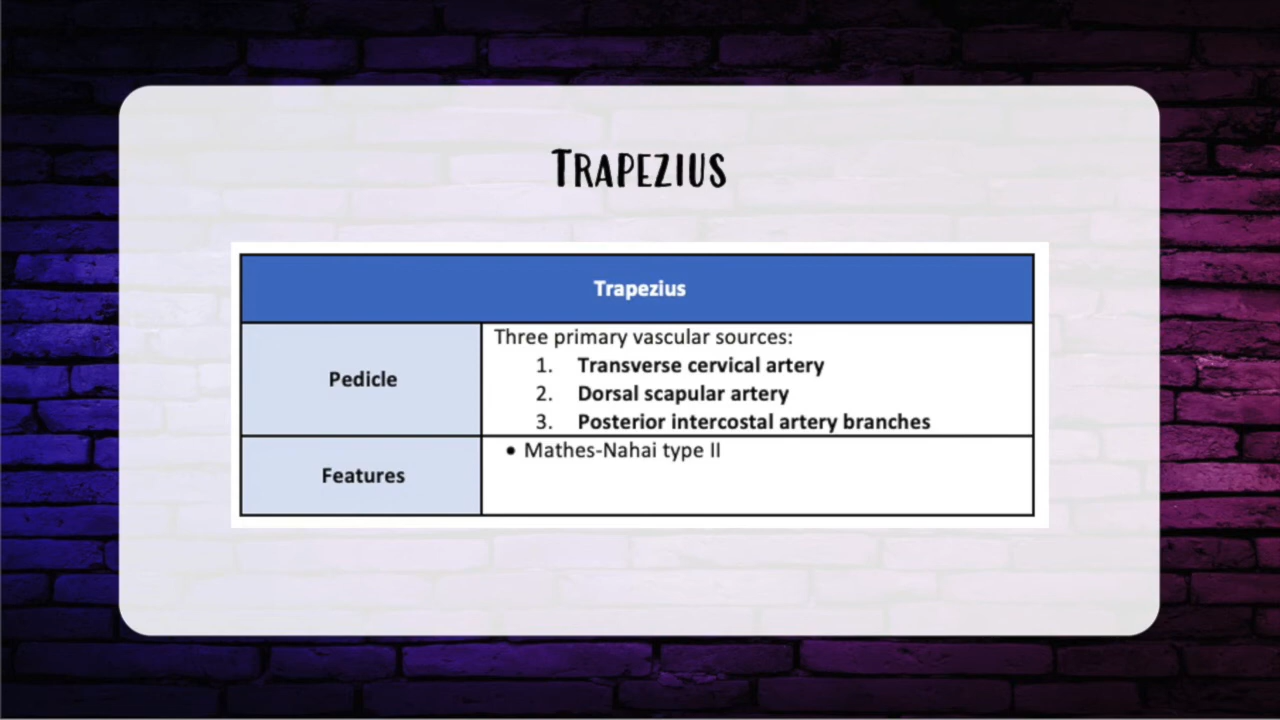 TRAPEZIUS
Trapezius
Pedicle
Three primary vascular sources:
1. Transverse cervical artery
2. Dorsal scapular artery
3. Posterior intercostal artery branches
Features
• Mathes-Nahai type II